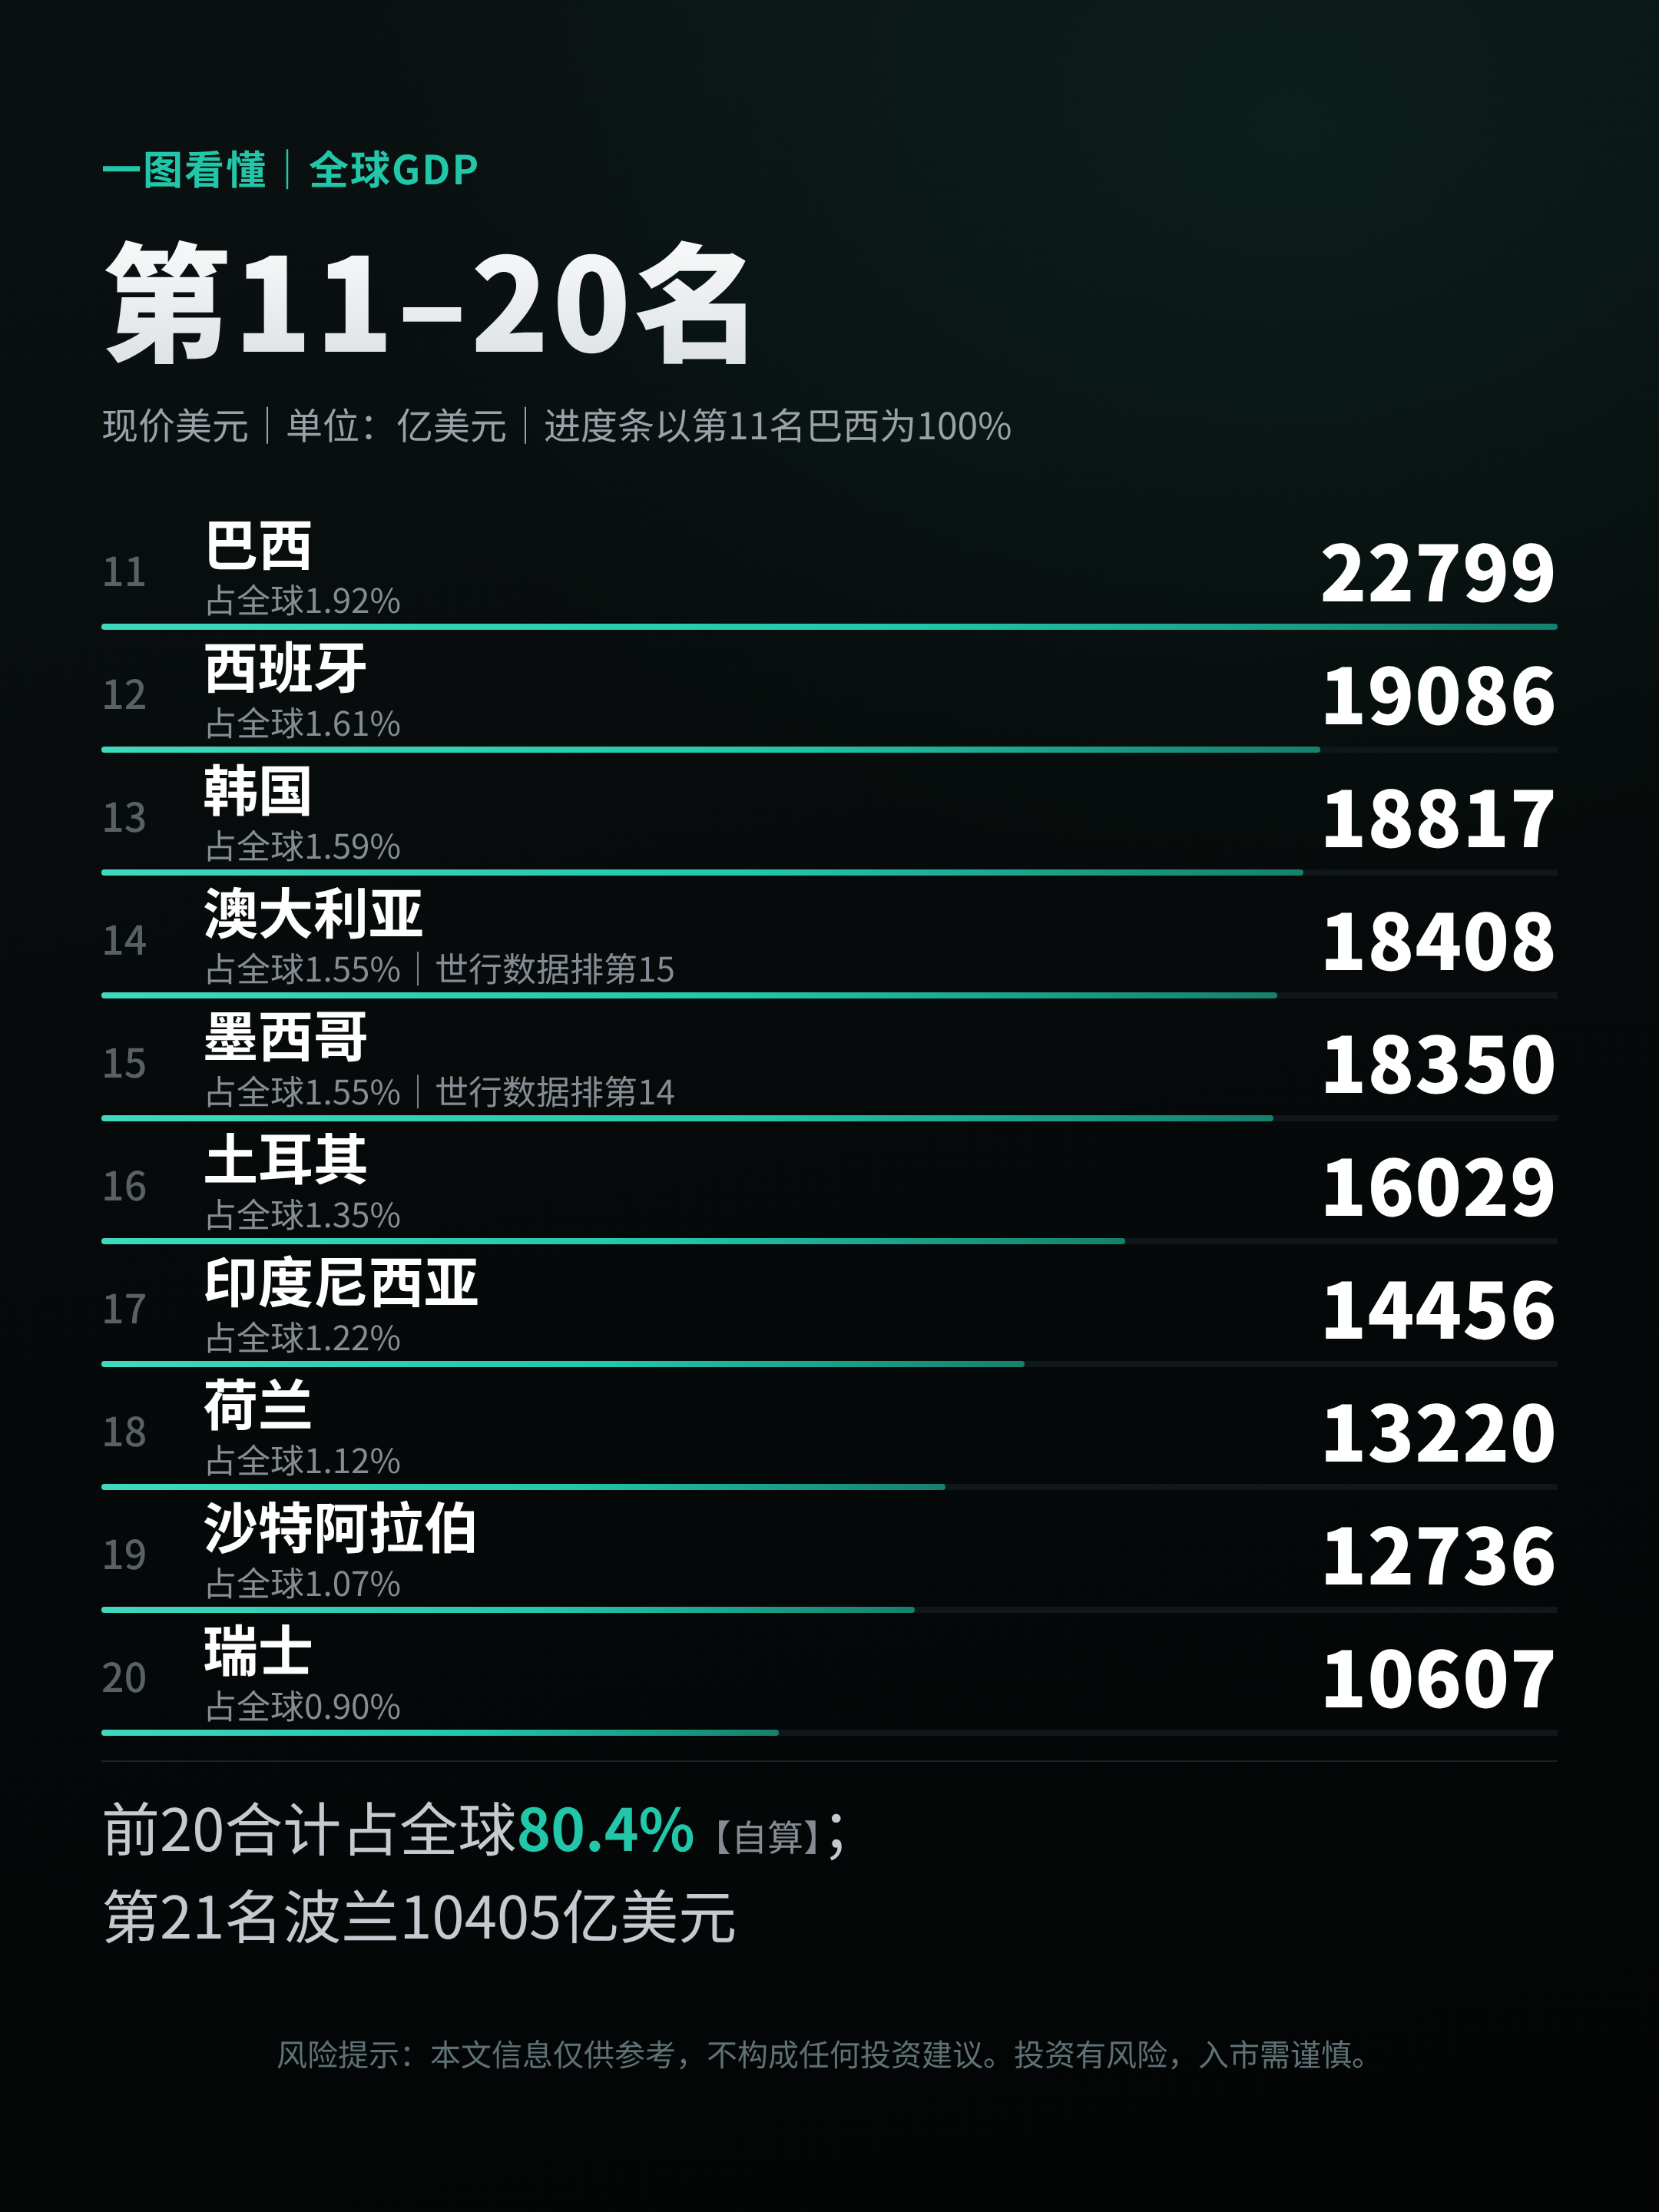 一图看懂｜全球GDP
第11–20名
现价美元｜单位：亿美元｜进度条以第11名巴西为100%
11 巴西 22799
占全球1.92%
12 西班牙 19086
占全球1.61%
13 韩国 18817
占全球1.59%
14 澳大利亚 18408
占全球1.55%｜世行数据排第15
15 墨西哥 18350
占全球1.55%｜世行数据排第14
16 土耳其 16029
占全球1.35%
17 印度尼西亚 14456
占全球1.22%
18 荷兰 13220
占全球1.12%
19 沙特阿拉伯 12736
占全球1.07%
20 瑞士 10607
占全球0.90%
前20合计占全球80.4%【自算】；
第21名波兰10405亿美元
风险提示：本文信息仅供参考，不构成任何投资建议。投资有风险，入市需谨慎。